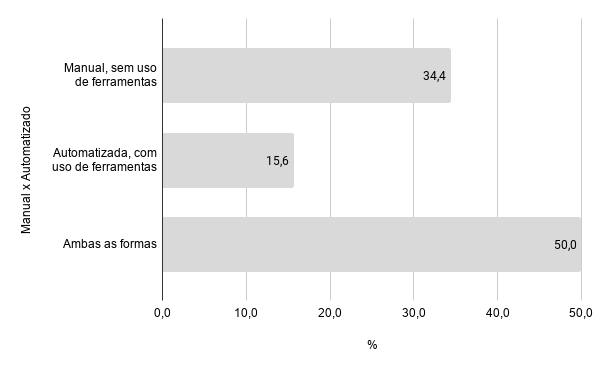 Manual x Automatizado
Manual, sem uso
de ferramentas
34,4
Automatizada, com
uso de ferramentas
15,6
Ambas as formas
50,0
0,0
10,0
20,0
30,0
40,0
50,0
%